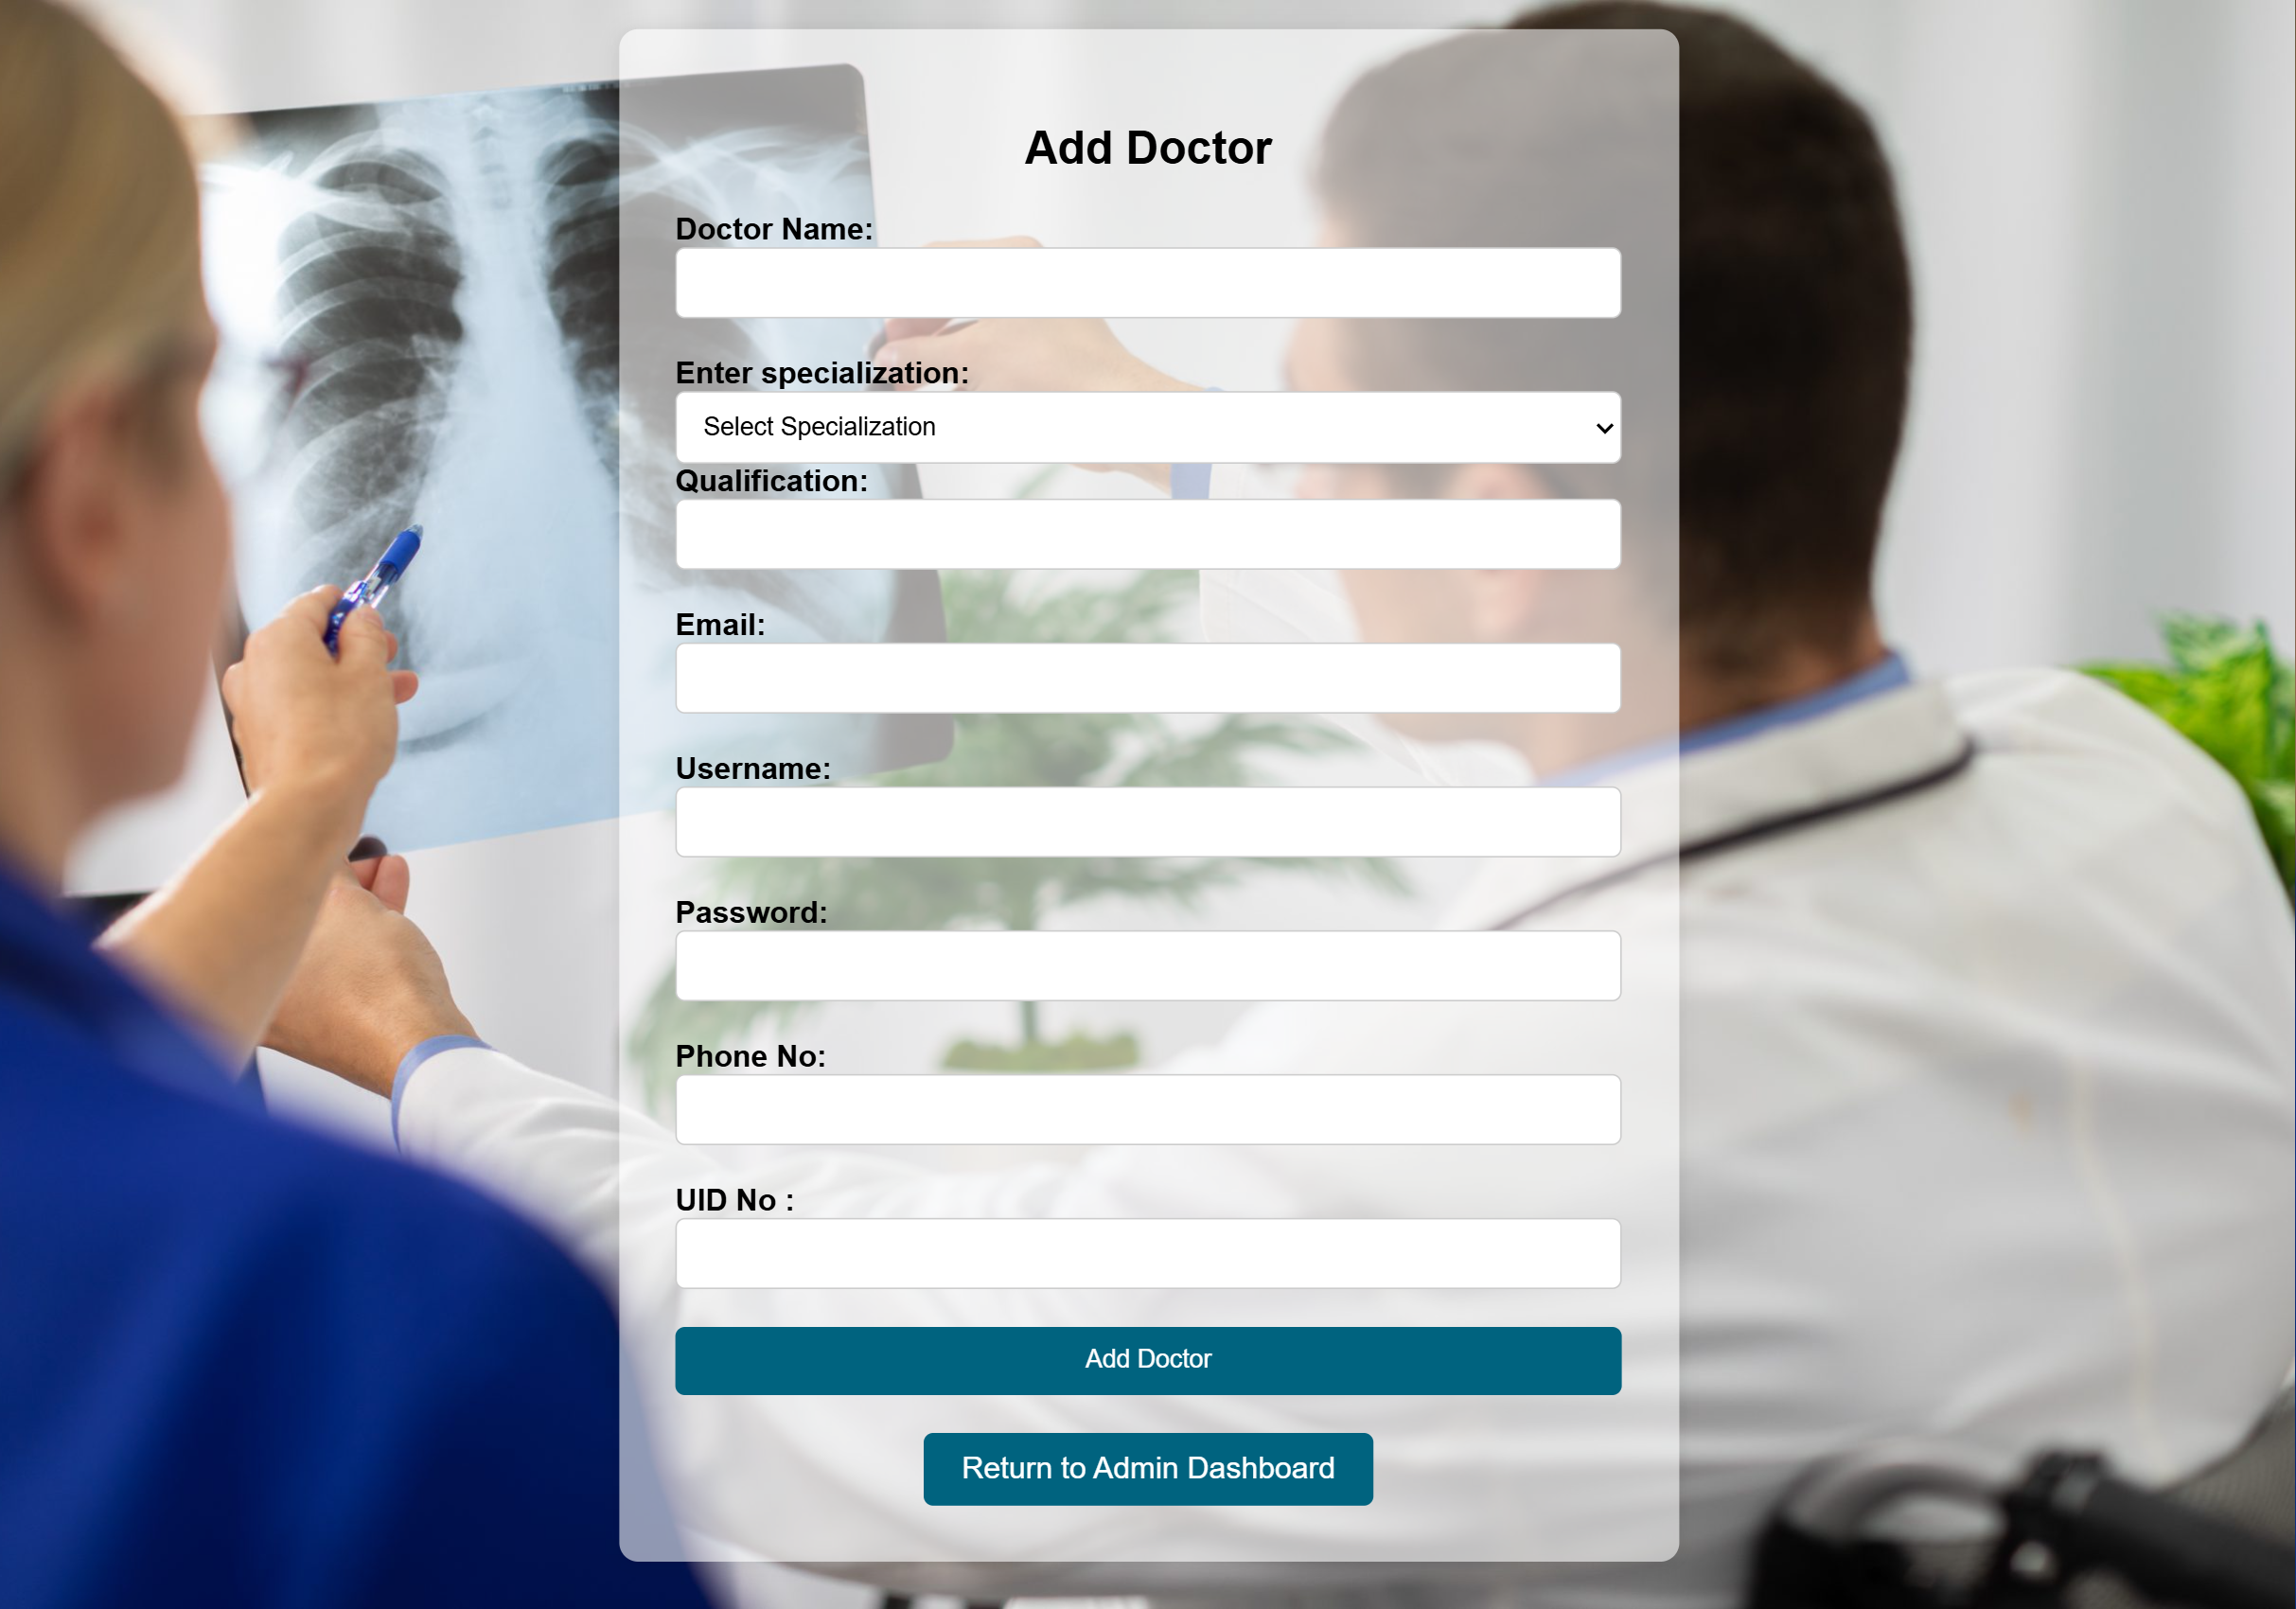 Add Doctor
Doctor Name:
Enter specialization:
Select Specialization
Qualification:
Email:
Username:
Password:
Phone No:
UID No :
Add Doctor
Return to Admin Dashboard